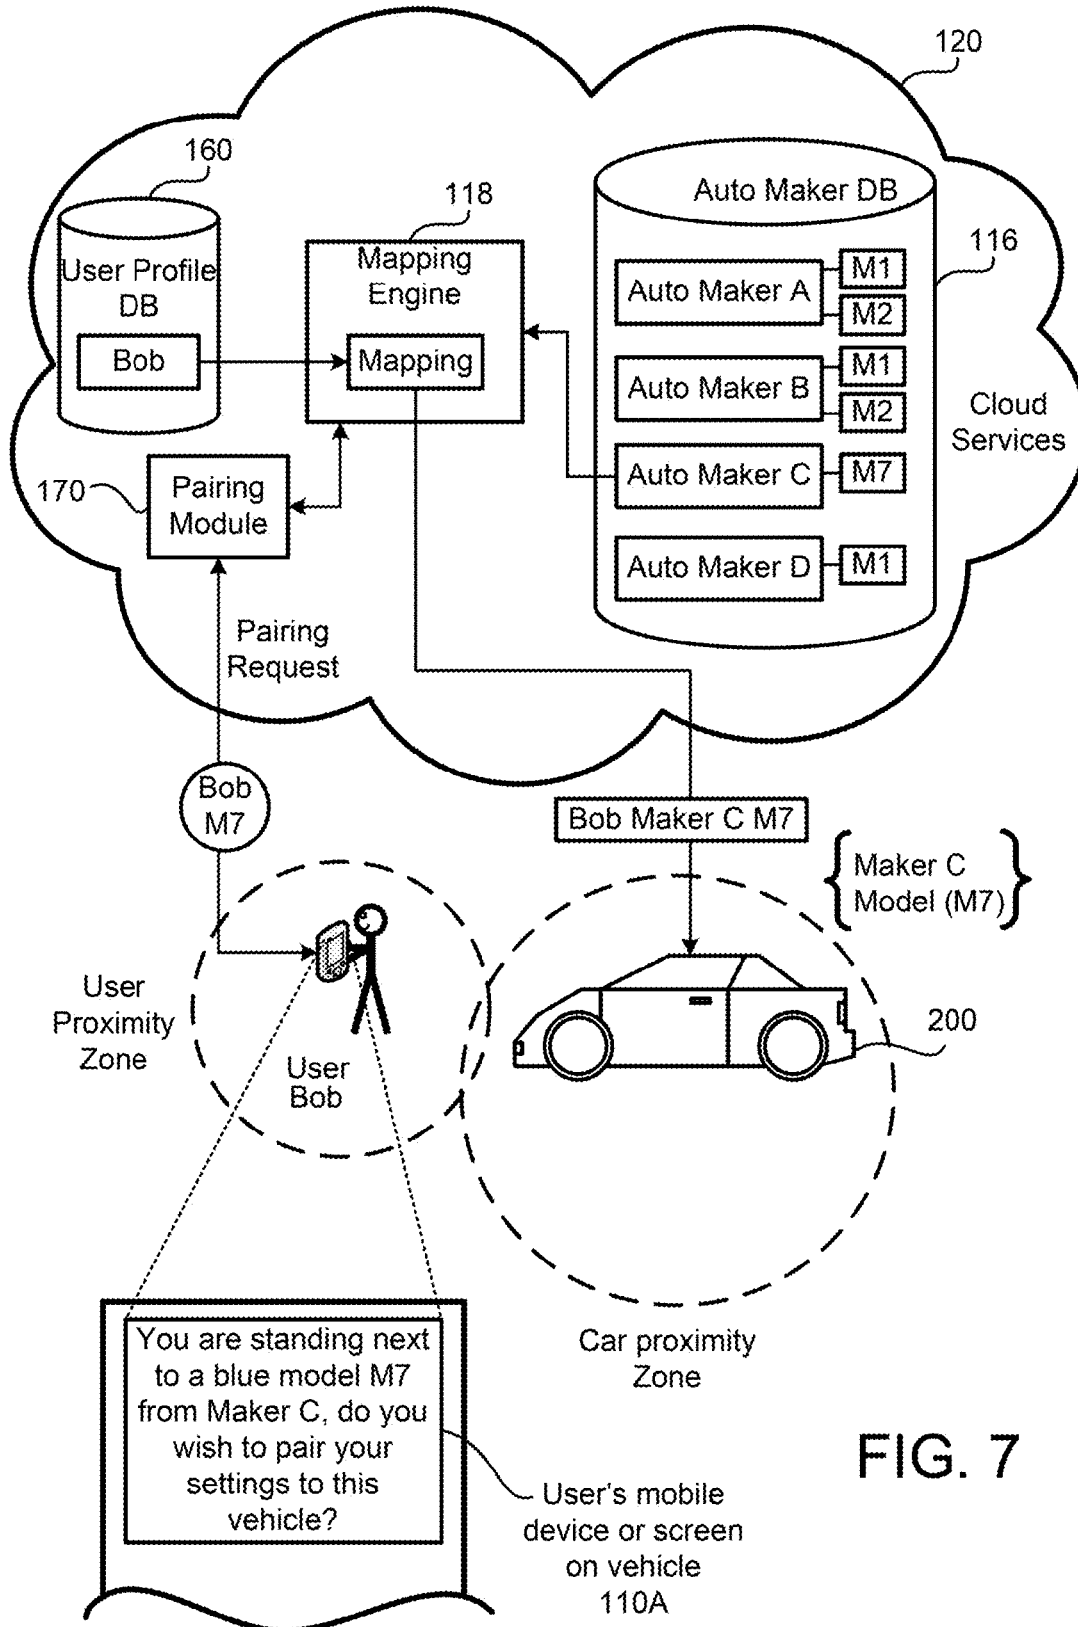 120
160
118
Auto Maker DB
116
User Profile
DB
Bob
Mapping
Engine
Mapping
Auto Maker A
M1
M2
Auto Maker B
M1
M2
Auto Maker C
M7
Auto Maker D
M1
Cloud
Services
170
Pairing
Module
Pairing
Request
Bob
M7
Bob Maker C M7
Maker C
Model (M7)
User
Proximity
Zone
User
Bob
200
Car proximity
Zone
You are standing next
to a blue model M7
from Maker C, do you
wish to pair your
settings to this
vehicle?
User's mobile
device or screen
on vehicle
110A
FIG. 7